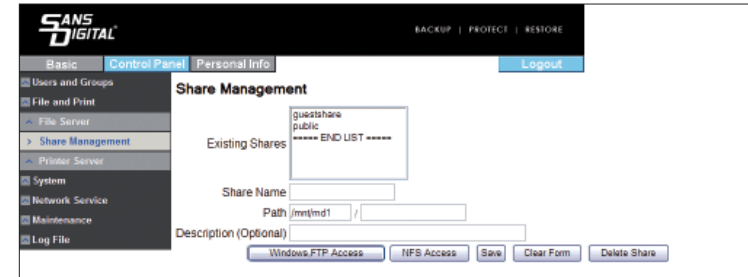 SANS DIGITAL
BACKUP | PROTECT | RESTORE
Basic Control Panel Personal Info Logout
Users and Groups
File and Print
File Server
Share Management
Printer Server
System
Network Service
Maintenance
Log File
Share Management
Existing Shares
guestshare
public
===== END LIST =====
Share Name
Path /mnt/md1 /
Description (Optional)
Windows,FTP Access NFS Access Save Clear Form Delete Share